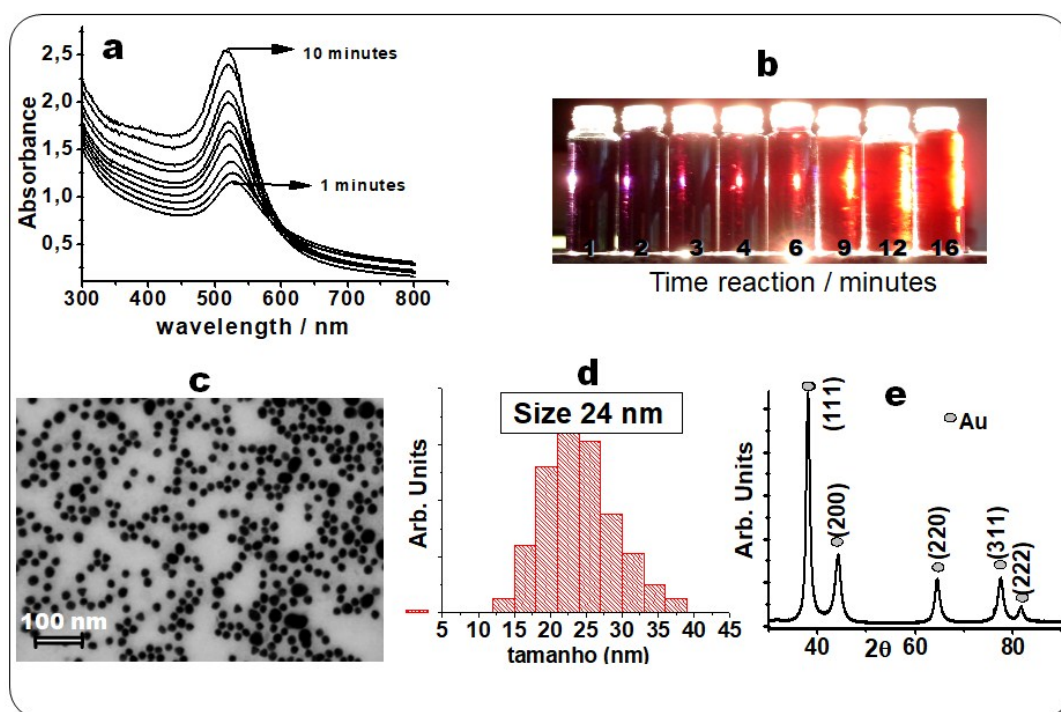 a
2,5
2,0
1,5
1,0
0,5
Absorbance
10 minutes
1 minutes
300 400 500 600 700 800
wavelength / nm
b
1 2 3 4 6 9 12 16
Time reaction / minutes
c
100 nm
d
Size 24 nm
Arb. Units
5 10 15 20 25 30 35 40 45
tamanho (nm)
e
Au
(111)
(200)
(220)
(311)
(222)
Arb. Units
40 60 80
2θ